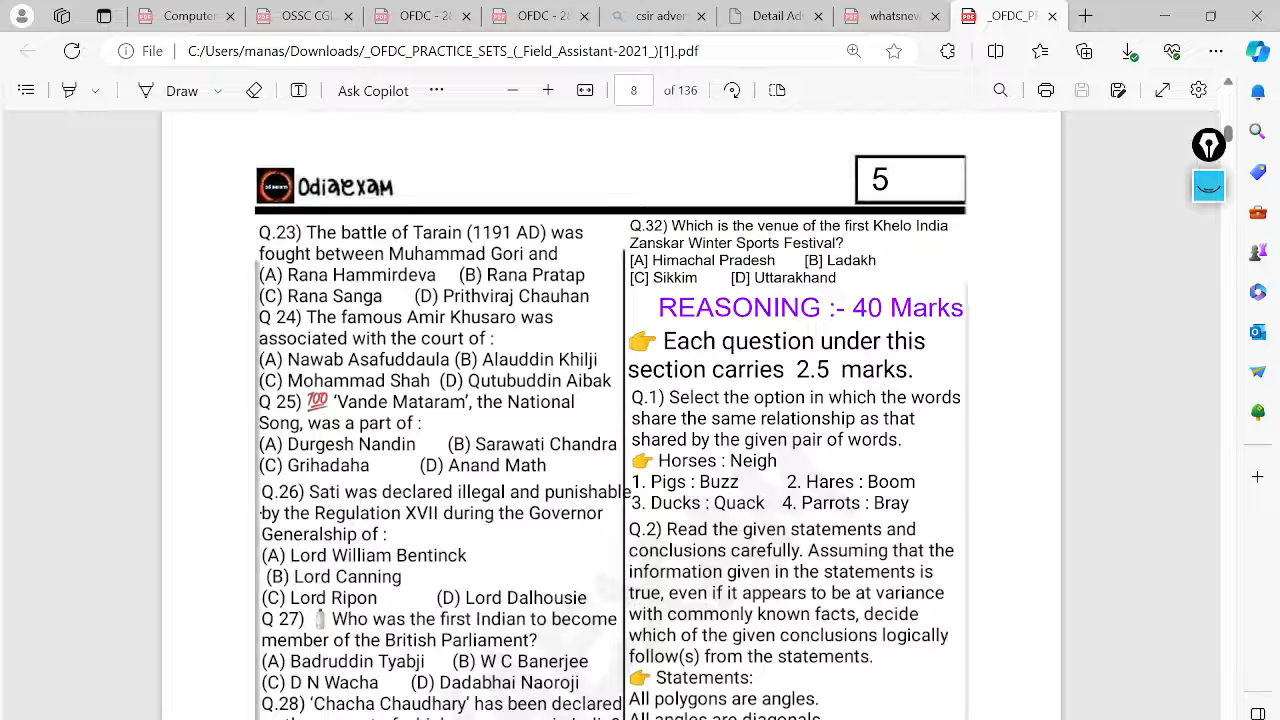 Computer
OSSC CGL
OFDC - 2
OFDC - 2
csir adver
Detail Ad
whatsnew
_OFDC_P
File
C:/Users/manas/Downloads/_OFDC_PRACTICE_SETS_(_Field_Assistant-2021_)[1].pdf
Draw
Ask Copilot
8 of 136
Odiaexam
5
Q.23) The battle of Tarain (1191 AD) was
fought between Muhammad Gori and
(A) Rana Hammirdeva (B) Rana Pratap
(C) Rana Sanga (D) Prithviraj Chauhan
Q 24) The famous Amir Khusaro was
associated with the court of :
(A) Nawab Asafuddaula (B) Alauddin Khilji
(C) Mohammad Shah (D) Qutubuddin Aibak
Q 25) 💯 ‘Vande Mataram’, the National
Song, was a part of :
(A) Durgesh Nandin (B) Sarawati Chandra
(C) Grihadaha (D) Anand Math
Q.26) Sati was declared illegal and punishable
by the Regulation XVII during the Governor
Generalship of :
(A) Lord William Bentinck
(B) Lord Canning
(C) Lord Ripon (D) Lord Dalhousie
Q 27) Who was the first Indian to become
member of the British Parliament?
(A) Badruddin Tyabji (B) W C Banerjee
(C) D N Wacha (D) Dadabhai Naoroji
Q.28) ‘Chacha Chaudhary’ has been declared
Q.32) Which is the venue of the first Khelo India
Zanskar Winter Sports Festival?
[A] Himachal Pradesh [B] Ladakh
[C] Sikkim [D] Uttarakhand
REASONING :- 40 Marks
👉 Each question under this
section carries 2.5 marks.
Q.1) Select the option in which the words
share the same relationship as that
shared by the given pair of words.
👉 Horses : Neigh
1. Pigs : Buzz 2. Hares : Boom
3. Ducks : Quack 4. Parrots : Bray
Q.2) Read the given statements and
conclusions carefully. Assuming that the
information given in the statements is
true, even if it appears to be at variance
with commonly known facts, decide
which of the given conclusions logically
follow(s) from the statements.
👉 Statements:
All polygons are angles.
All angles are diagonals